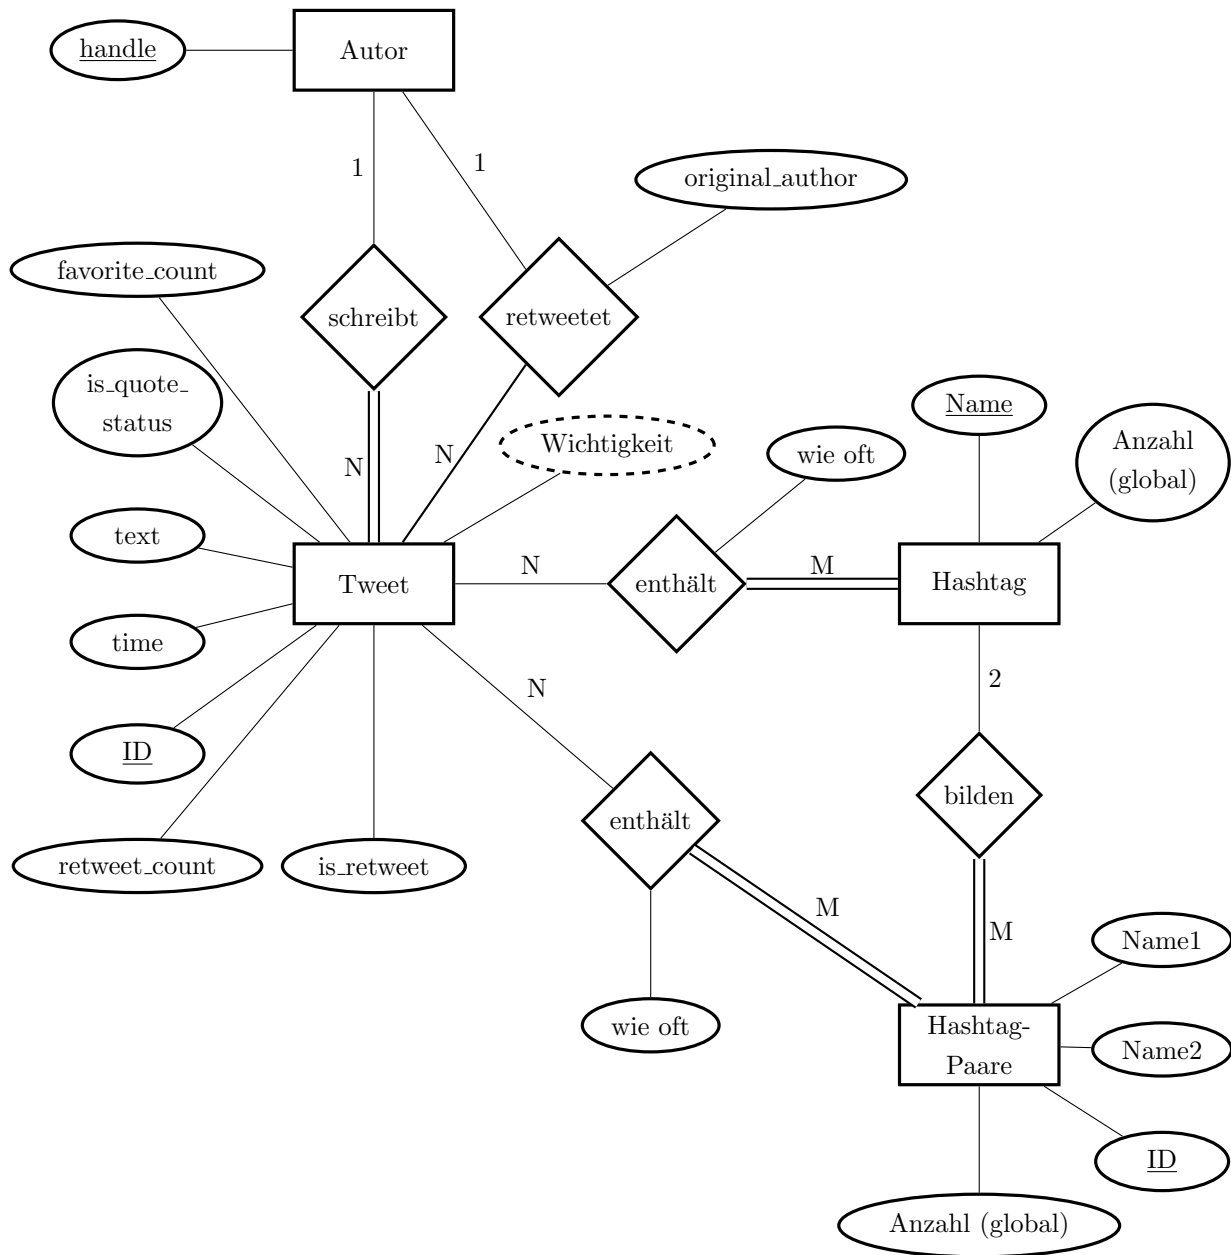 handle
Autor
1
1
original_author
favorite_count
schreibt
retweetet
is_quote_
status
Wichtigkeit
N
N
wie oft
Name
Anzahl
(global)
text
Tweet
N
enthält
M
Hashtag
time
N
2
ID
enthält
bilden
retweet_count
is_retweet
M
M
Name1
wie oft
Hashtag-
Paare
Name2
ID
Anzahl (global)